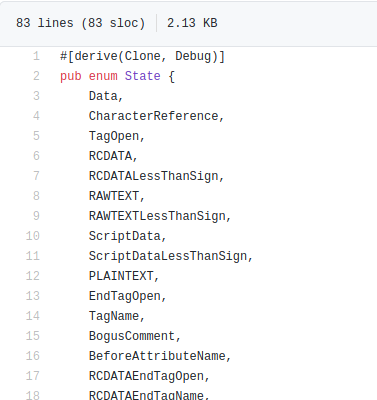 83 lines (83 sloc) 2.13 KB
1 #[derive(Clone, Debug)]
2 pub enum State {
3 Data,
4 CharacterReference,
5 TagOpen,
6 RCDATA,
7 RCDATALessThanSign,
8 RAWTEXT,
9 RAWTEXTLessThanSign,
10 ScriptData,
11 ScriptDataLessThanSign,
12 PLAINTEXT,
13 EndTagOpen,
14 TagName,
15 BogusComment,
16 BeforeAttributeName,
17 RCDATAEndTagOpen,
18 RCDATAEndTagName,